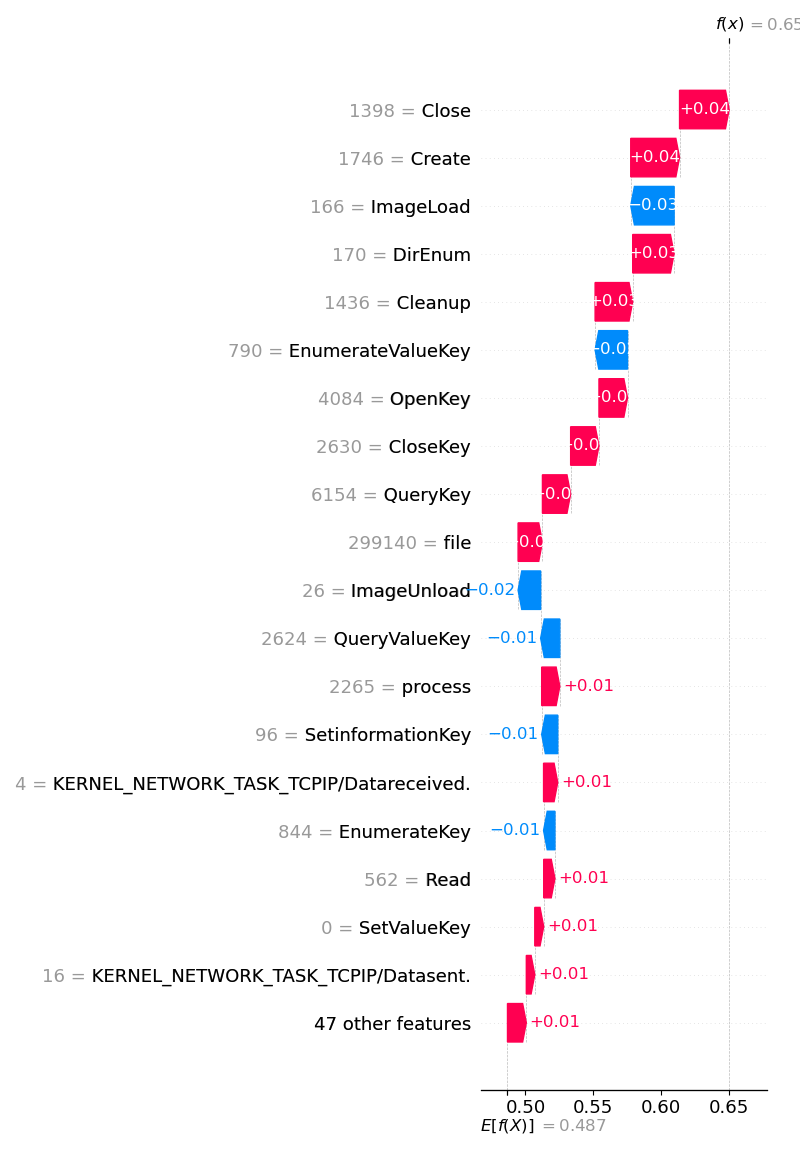 f(x) = 0.65
1398 = Close +0.04
1746 = Create +0.04
166 = ImageLoad −0.03
170 = DirEnum +0.03
1436 = Cleanup +0.03
790 = EnumerateValueKey
4084 = OpenKey
2630 = CloseKey
6154 = QueryKey
299140 = file
26 = ImageUnload −0.02
2624 = QueryValueKey −0.01
2265 = process +0.01
96 = SetinformationKey −0.01
4 = KERNEL_NETWORK_TASK_TCPIP/Datareceived. +0.01
844 = EnumerateKey −0.01
562 = Read +0.01
0 = SetValueKey +0.01
16 = KERNEL_NETWORK_TASK_TCPIP/Datasent. +0.01
47 other features +0.01
0.50 0.55 0.60 0.65
E[f(X)] = 0.487